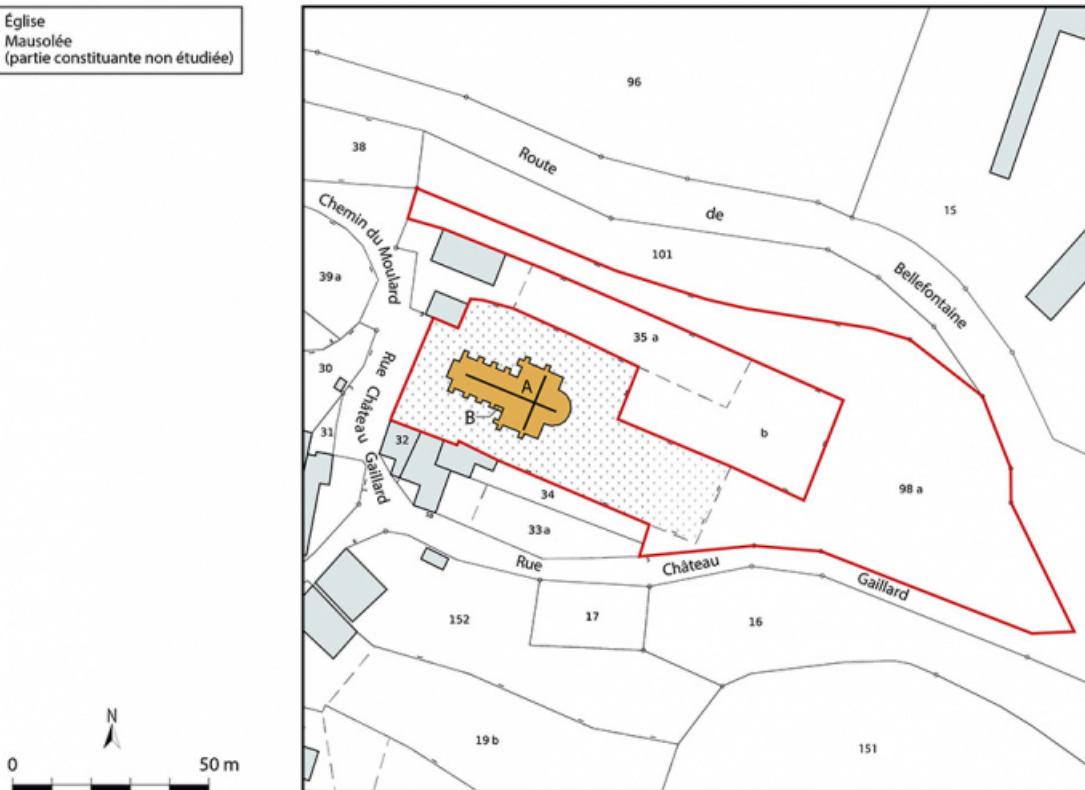 Église
Mausolée
(partie constituante non étudiée)
96
38
Route
de
Bellefontaine
15
Chemin du Moulard
101
39 a
35 a
30
A
B
Rue Château Gaillard
31
32
b
98 a
34
33 a
Rue
Château
Gaillard
152
17
16
19 b
151
N
0
50 m